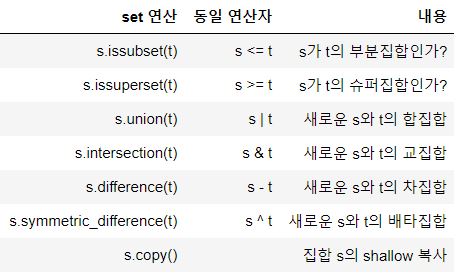 set 연산 동일 연산자 내용
s.issubset(t) s <= t s가 t의 부분집합인가?
s.issuperset(t) s >= t s가 t의 슈퍼집합인가?
s.union(t) s | t 새로운 s와 t의 합집합
s.intersection(t) s & t 새로운 s와 t의 교집합
s.difference(t) s - t 새로운 s와 t의 차집합
s.symmetric_difference(t) s ^ t 새로운 s와 t의 배타집합
s.copy() 집합 s의 shallow 복사